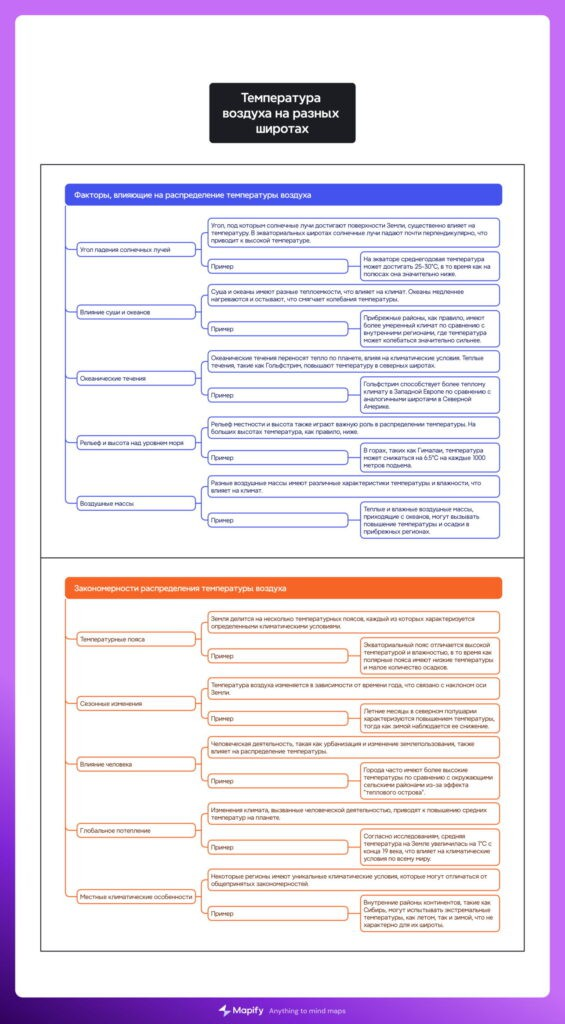 Температура
воздуха на разных
широтах
Факторы, влияющие на распределение температуры воздуха
Угол падения солнечных лучей
Угол, под которым солнечные лучи достигают поверхности Земли, существенно влияет на
температуру. В экваториальных широтах солнечные лучи падают почти перпендикулярно, что
приводит к высокой температуре.
Пример
На экваторе среднегодовая температура
может достигать 25-30°C, в то время как на
полюсах она значительно ниже.
Влияние суши и океанов
Суша и океаны имеют разные теплоемкости, что влияет на климат. Океаны медленнее
нагреваются и остывают, что смягчает колебания температуры.
Пример
Прибрежные районы, как правило, имеют
более умеренный климат по сравнению с
внутренними регионами, где температура
может колебаться значительно сильнее.
Океанические течения
Океанические течения переносят тепло по планете, влияя на климатические условия. Теплые
течения, такие как Гольфстрим, повышают температуру в северных широтах.
Пример
Гольфстрим способствует более теплому
климату в Западной Европе по сравнению с
аналогичными широтами в Северной
Америке.
Рельеф и высота над уровнем моря
Рельеф местности и высота также играют важную роль в распределении температуры. На
больших высотах температура, как правило, ниже.
Пример
В горах, таких как Гималаи, температура
может снижаться на 6.5°C на каждые 1000
метров подъема.
Воздушные массы
Разные воздушные массы имеют различные характеристики температуры и влажности, что
влияет на климат.
Пример
Теплые и влажные воздушные массы,
приходящие с океанов, могут вызывать
повышение температуры и осадки в
прибрежных регионах.
Закономерности распределения температуры воздуха
Температурные пояса
Земля делится на несколько температурных поясов, каждый из которых характеризуется
определенными климатическими условиями.
Пример
Экваториальный пояс отличается высокой
температурой и влажностью, в то время как
полярные пояса имеют низкие температуры
и малое количество осадков.
Сезонные изменения
Температура воздуха изменяется в зависимости от времени года, что связано с наклоном оси
Земли.
Пример
Летние месяцы в северном полушарии
характеризуются повышением температуры,
тогда как зимой наблюдается ее снижение.
Влияние человека
Человеческая деятельность, такая как урбанизация и изменение землепользования, также
влияет на распределение температуры.
Пример
Города часто имеют более высокие
температуры по сравнению с окружающими
сельскими районами из-за эффекта
"теплового острова".
Глобальное потепление
Изменения климата, вызванные человеческой деятельностью, приводят к повышению средних
температур на планете.
Пример
Согласно исследованиям, средняя
температура на Земле увеличилась на 1°C с
конца 19 века, что влияет на климатические
условия по всему миру.
Местные климатические особенности
Некоторые регионы имеют уникальные климатические условия, которые могут отличаться от
общепринятых закономерностей.
Пример
Внутренние районы континентов, такие как
Сибирь, могут испытывать экстремальные
температуры, как летом, так и зимой, что не
характерно для их широты.
Mapify Anything to mind maps